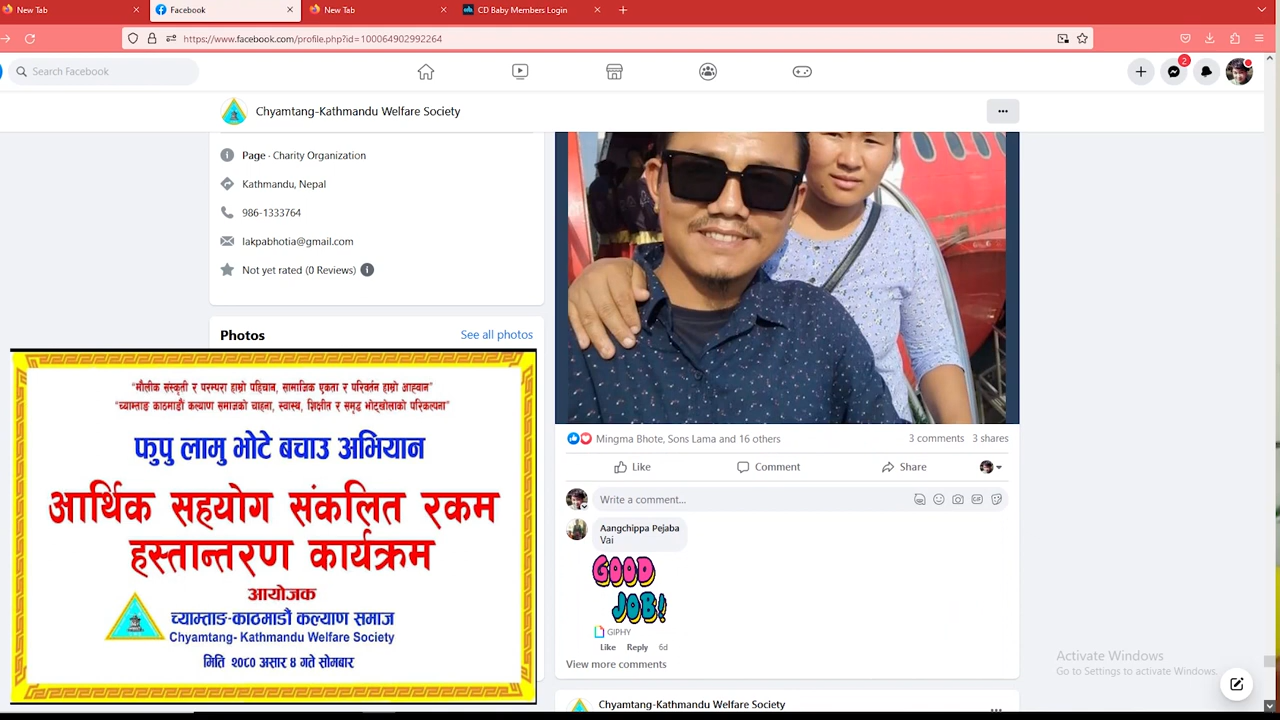 New Tab
Facebook
New Tab
CD Baby Members Login
https://www.facebook.com/profile.php?id=100064902992264
Search Facebook
2
Chyamtang-Kathmandu Welfare Society
Page · Charity Organization
Kathmandu, Nepal
986-1333764
lakpabhotia@gmail.com
Not yet rated (0 Reviews)
Photos
See all photos
"मौलीक संस्कृती र परम्परा हाम्रो पहिचान, सामाजिक एकता र परिवर्तन हाम्रो आह्वान"
"च्याम्ताङ काठमाडौं कल्याण समाजको चाहना, स्वास्थ, शिक्षीत र समृद्ध भोटखोलाको परिकल्पना"
फुपु लामु भोटे बचाउ अभियान
आर्थिक सहयोग संकलित रकम
हस्तान्तरण कार्यक्रम
आयोजक
च्याम्ताङ-काठमाडौं कल्याण समाज
Chyamtang- Kathmandu Welfare Society
मिति २०८० असार ४ गते सोमबार
Mingma Bhote, Sons Lama and 16 others
3 comments
3 shares
Like
Comment
Share
Write a comment...
Aangchippa Pejaba
Vai
GOOD
JOB!
GIPHY
Like
Reply
6d
View more comments
Chyamtang-Kathmandu Welfare Society
Activate Windows
Go to Settings to activate Windows.